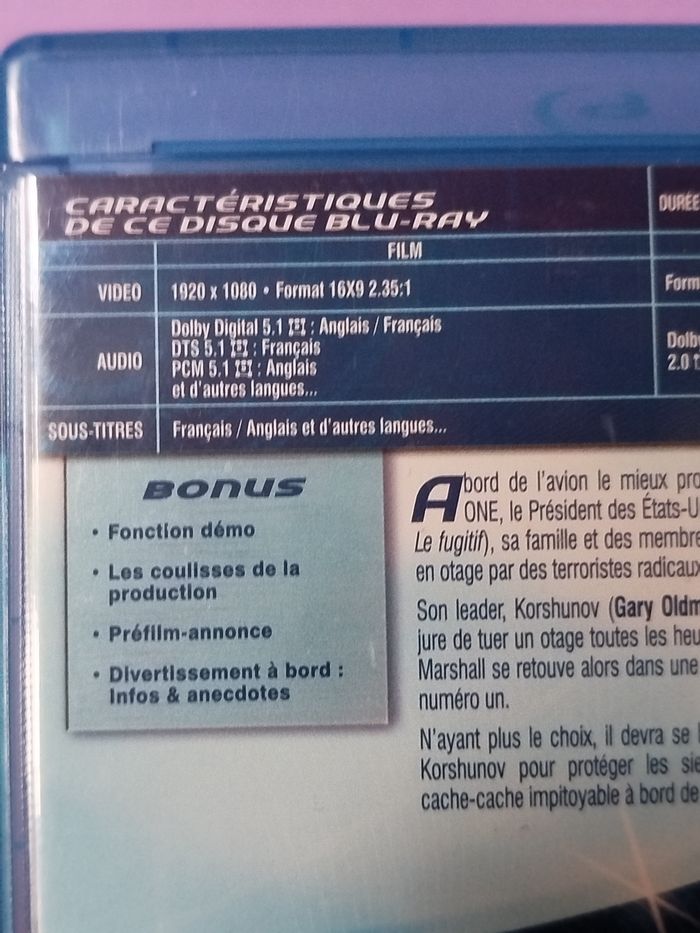 CARACTÉRISTIQUES
DE CE DISQUE BLU-RAY
DURÉE
FILM
VIDEO
1920 x 1080 • Format 16X9 2.35:1
Form
AUDIO
Dolby Digital 5.1 : Anglais / Français
DTS 5.1 : Français
PCM 5.1 : Anglais
et d'autres langues...
Dolby
2.0
SOUS-TITRES
Français / Anglais et d'autres langues...
BONUS
• Fonction démo
• Les coulisses de la
production
• Préfilm-annonce
• Divertissement à bord :
Infos & anecdotes
Abord de l'avion le mieux pro
ONE, le Président des États-U
Le fugitif), sa famille et des membre
en otage par des terroristes radicaux
Son leader, Korshunov (Gary Oldm
jure de tuer un otage toutes les heu
Marshall se retouve alors dans une
numéro un.
N'ayant plus le choix, il devra se
Korshunov pour protéger les sie
cache-cache impitoyable à bord de